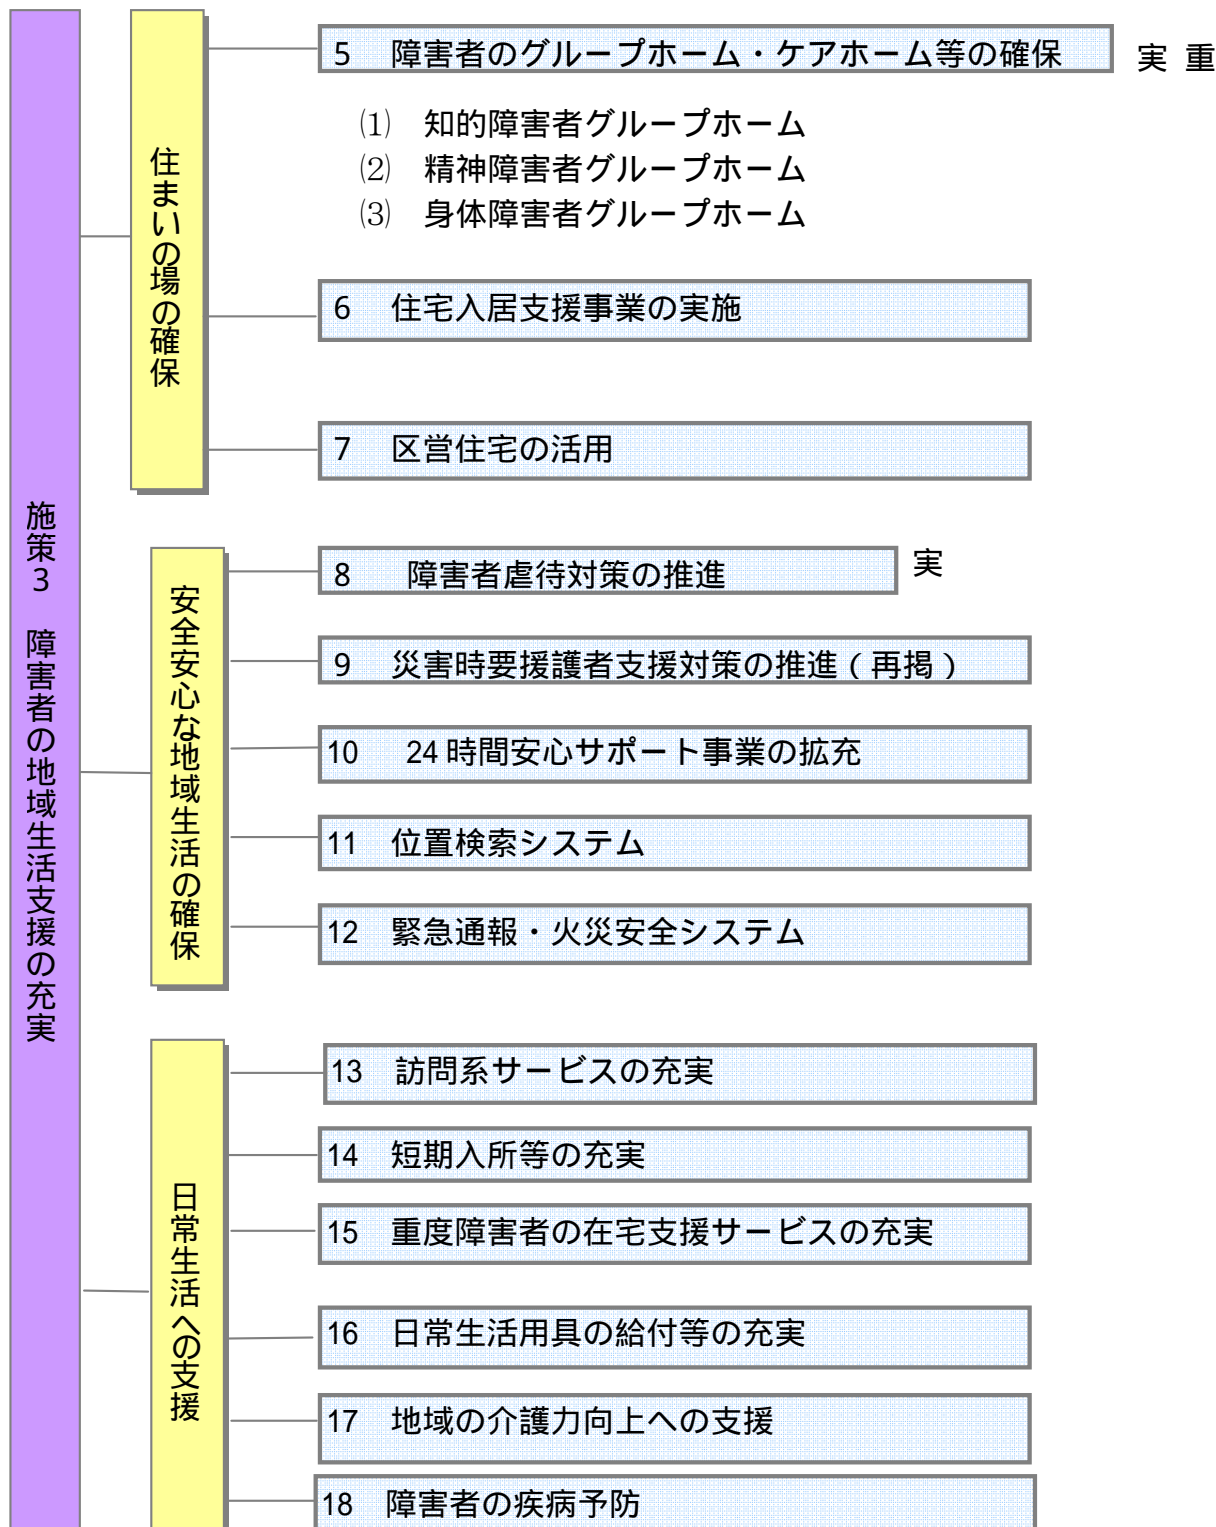 施策3　障害者の地域生活支援の充実
住まいの場の確保
5　障害者のグループホーム・ケアホーム等の確保　実 重
⑴　知的障害者グループホーム
⑵　精神障害者グループホーム
⑶　身体障害者グループホーム
6　住宅入居支援事業の実施
7　区営住宅の活用
安全安心な地域生活の確保
8　障害者虐待対策の推進　実
9　災害時要援護者支援対策の推進（再掲）
10　24時間安心サポート事業の拡充
11　位置検索システム
12　緊急通報・火災安全システム
日常生活への支援
13　訪問系サービスの充実
14　短期入所等の充実
15　重度障害者の在宅支援サービスの充実
16　日常生活用具の給付等の充実
17　地域の介護力向上への支援
18　障害者の疾病予防